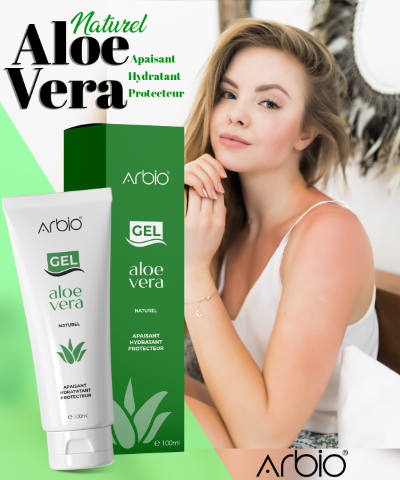 Naturel
Aloe
Vera
Apaisant
Hydratant
Protecteur
Arbio®
GEL
aloe
vera
NATUREL
APAISANT
HYDRATANT
PROTECTEUR
℮ 100ml
Arbio®
GEL
aloe
vera
NATUREL
APAISANT
HYDRATATANT
PROTECTEUR
℮ 100ml
Arbio®